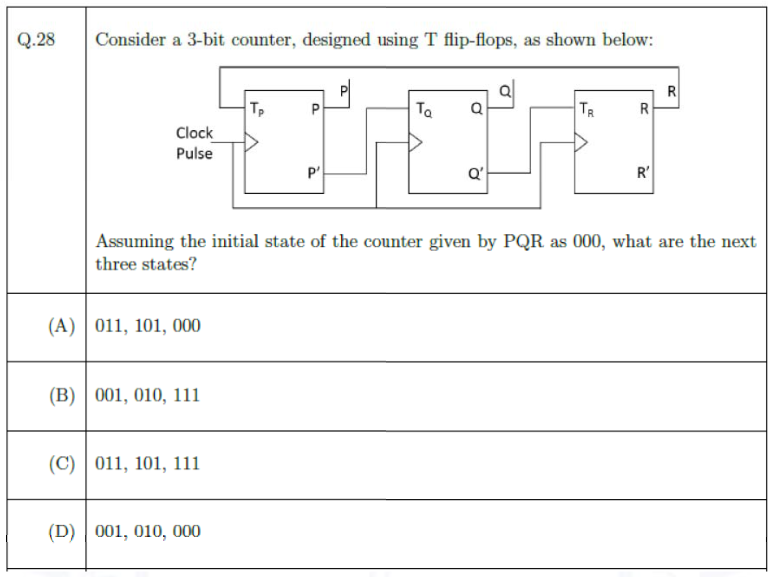 Q.28 Consider a 3-bit counter, designed using T flip-flops, as shown below:
P Q R
T_P P T_Q Q T_R R
Clock
Pulse
P' Q' R'
Assuming the initial state of the counter given by PQR as 000, what are the next
three states?
(A) 011, 101, 000
(B) 001, 010, 111
(C) 011, 101, 111
(D) 001, 010, 000